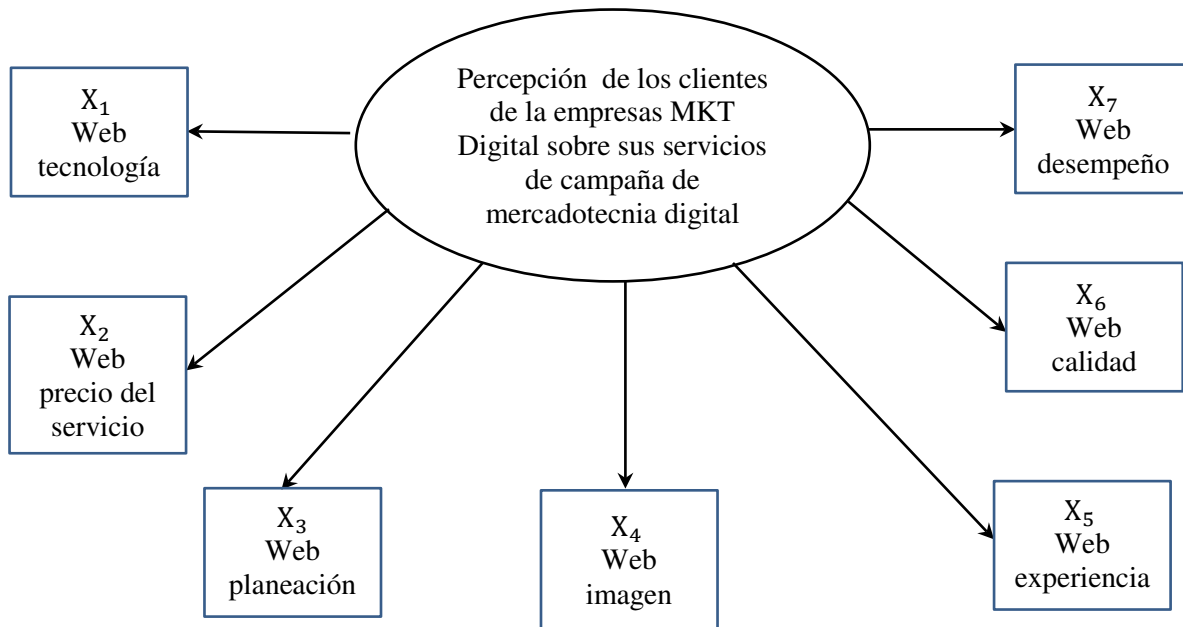 Percepción de los clientes
de la empresas MKT
Digital sobre sus servicios
de campaña de
mercadotecnia digital
X₁
Web
tecnología
X₂
Web
precio del
servicio
X₃
Web
planeación
X₄
Web
imagen
X₅
Web
experiencia
X₆
Web
calidad
X₇
Web
desempeño